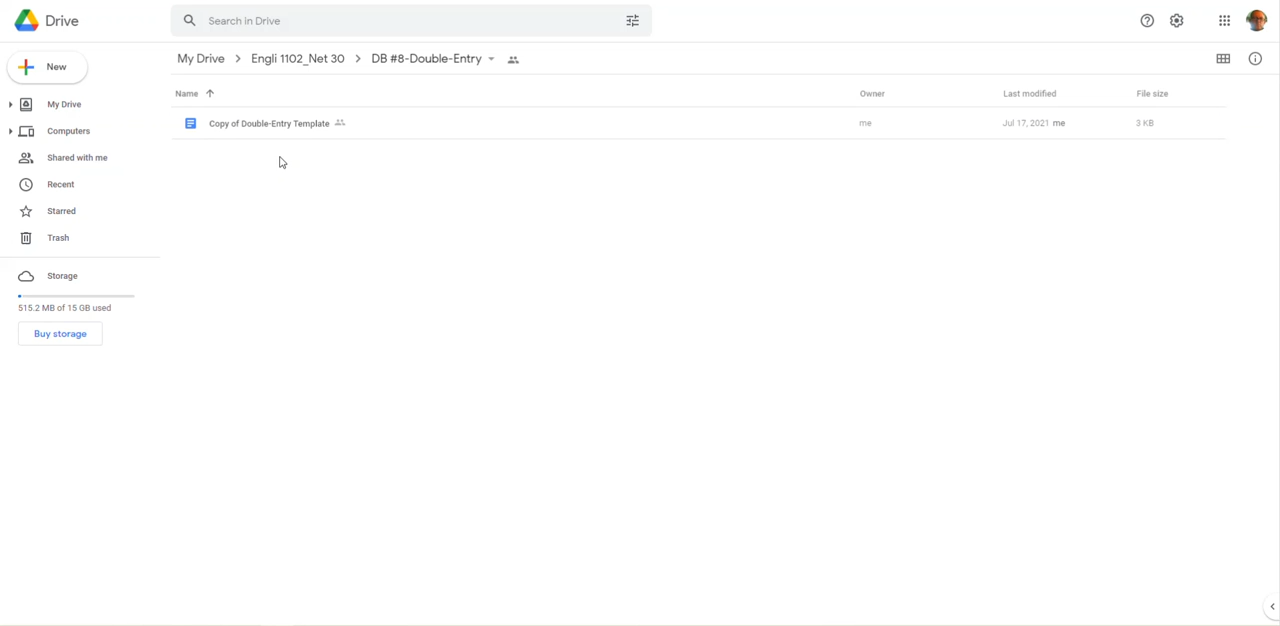 Drive
Search in Drive
New
My Drive
Computers
Shared with me
Recent
Starred
Trash
Storage
515.2 MB of 15 GB used
Buy storage
My Drive > Engli 1102_Net 30 > DB #8-Double-Entry
Name Owner Last modified File size
Copy of Double-Entry Template me Jul 17, 2021 me 3 KB